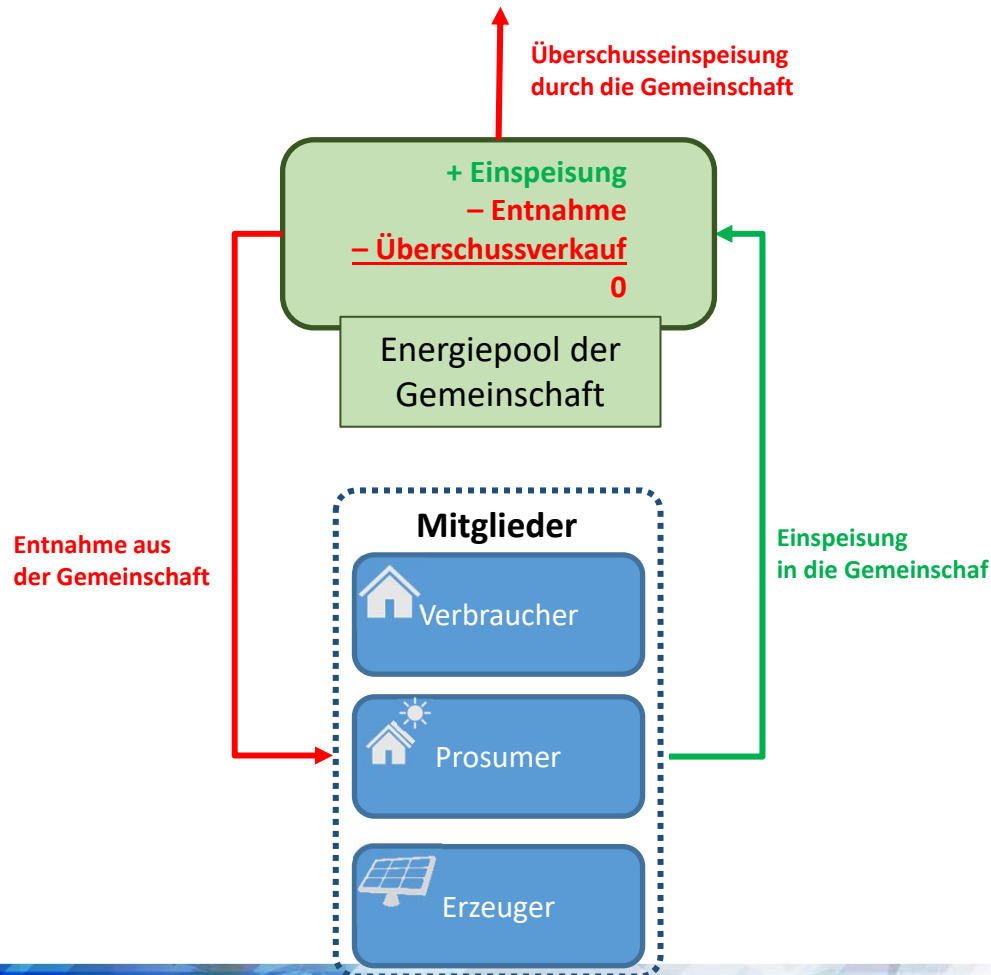 Überschusseinspeisung
durch die Gemeinschaft
+ Einspeisung
– Entnahme
– Überschussverkauf
0
Energiepool der
Gemeinschaft
Mitglieder
Entnahme aus
der Gemeinschaft
Einspeisung
in die Gemeinschaf
Verbraucher
Prosumer
Erzeuger